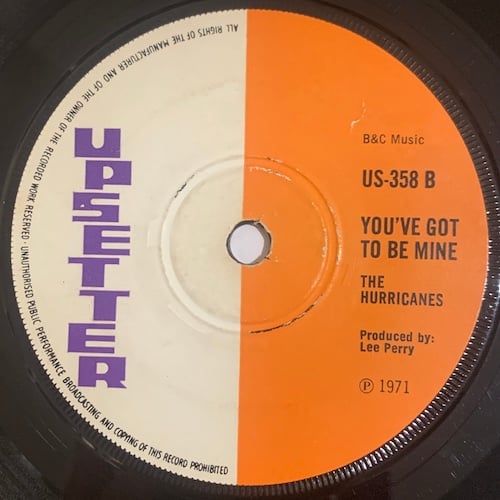 ALL RIGHTS OF THE MANUFACTURER AND OF THE OWNER OF THE RECORDED WORK RESERVED · UNAUTHORISED PUBLIC PERFORMANCE BROADCASTING AND COPYING OF THIS RECORD PROHIBITED
UPSETTER
B&C Music
US-358 B
YOU'VE GOT
TO BE MINE
THE
HURRICANES
Produced by:
Lee Perry
℗ 1971